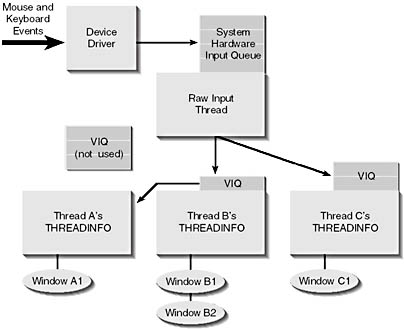 Mouse and
Keyboard
Events
Device
Driver
System
Hardware
Input Queue
Raw Input
Thread
VIQ
(not used)
VIQ
VIQ
Thread A's
THREADINFO
Thread B's
THREADINFO
Thread C's
THREADINFO
Window A1
Window B1
Window C1
Window B2